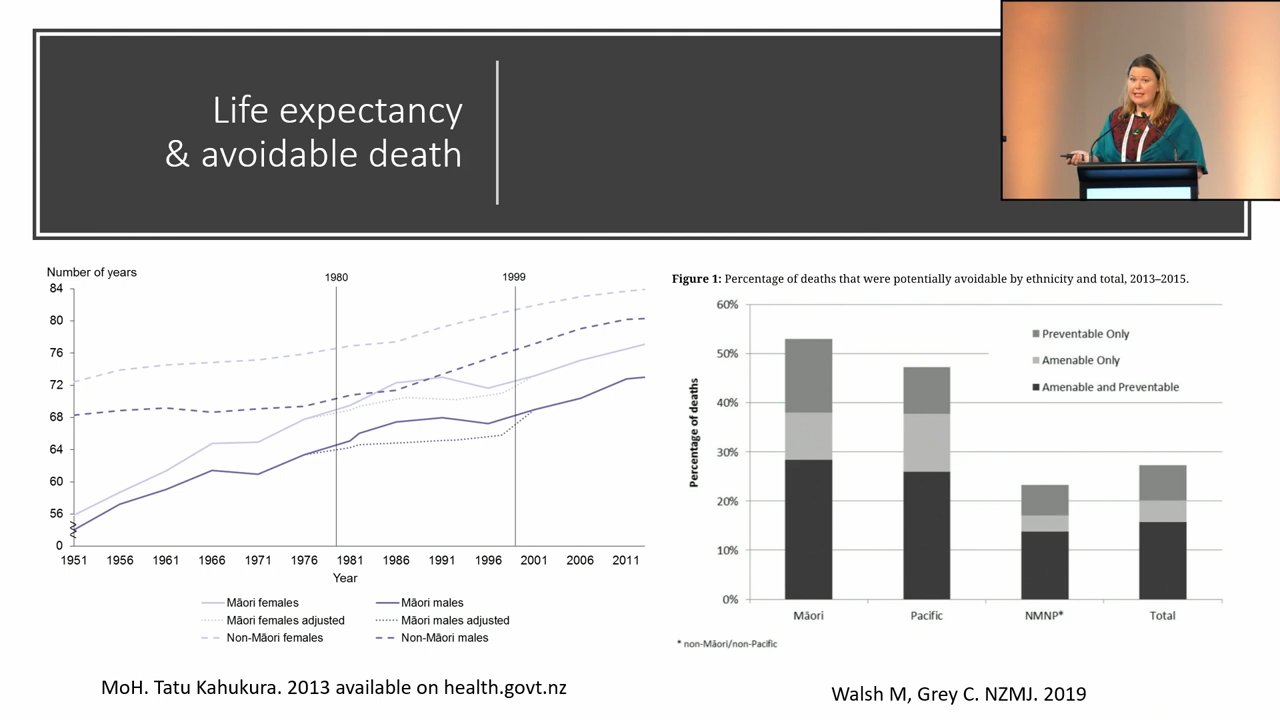 Life expectancy
& avoidable death
Number of years
1980
1999
84
80
76
72
68
64
60
56
0
1951 1956 1961 1966 1971 1976 1981 1986 1991 1996 2001 2006 2011
Year
Māori females
Māori males
Māori females adjusted
Māori males adjusted
Non-Māori females
Non-Māori males
MoH. Tatu Kahukura. 2013 available on health.govt.nz
Figure 1: Percentage of deaths that were potentially avoidable by ethnicity and total, 2013–2015.
Percentage of deaths
60%
50%
40%
30%
20%
10%
0%
Preventable Only
Amenable Only
Amenable and Preventable
Māori Pacific NMNP* Total
* non-Māori/non-Pacific
Walsh M, Grey C. NZMJ. 2019